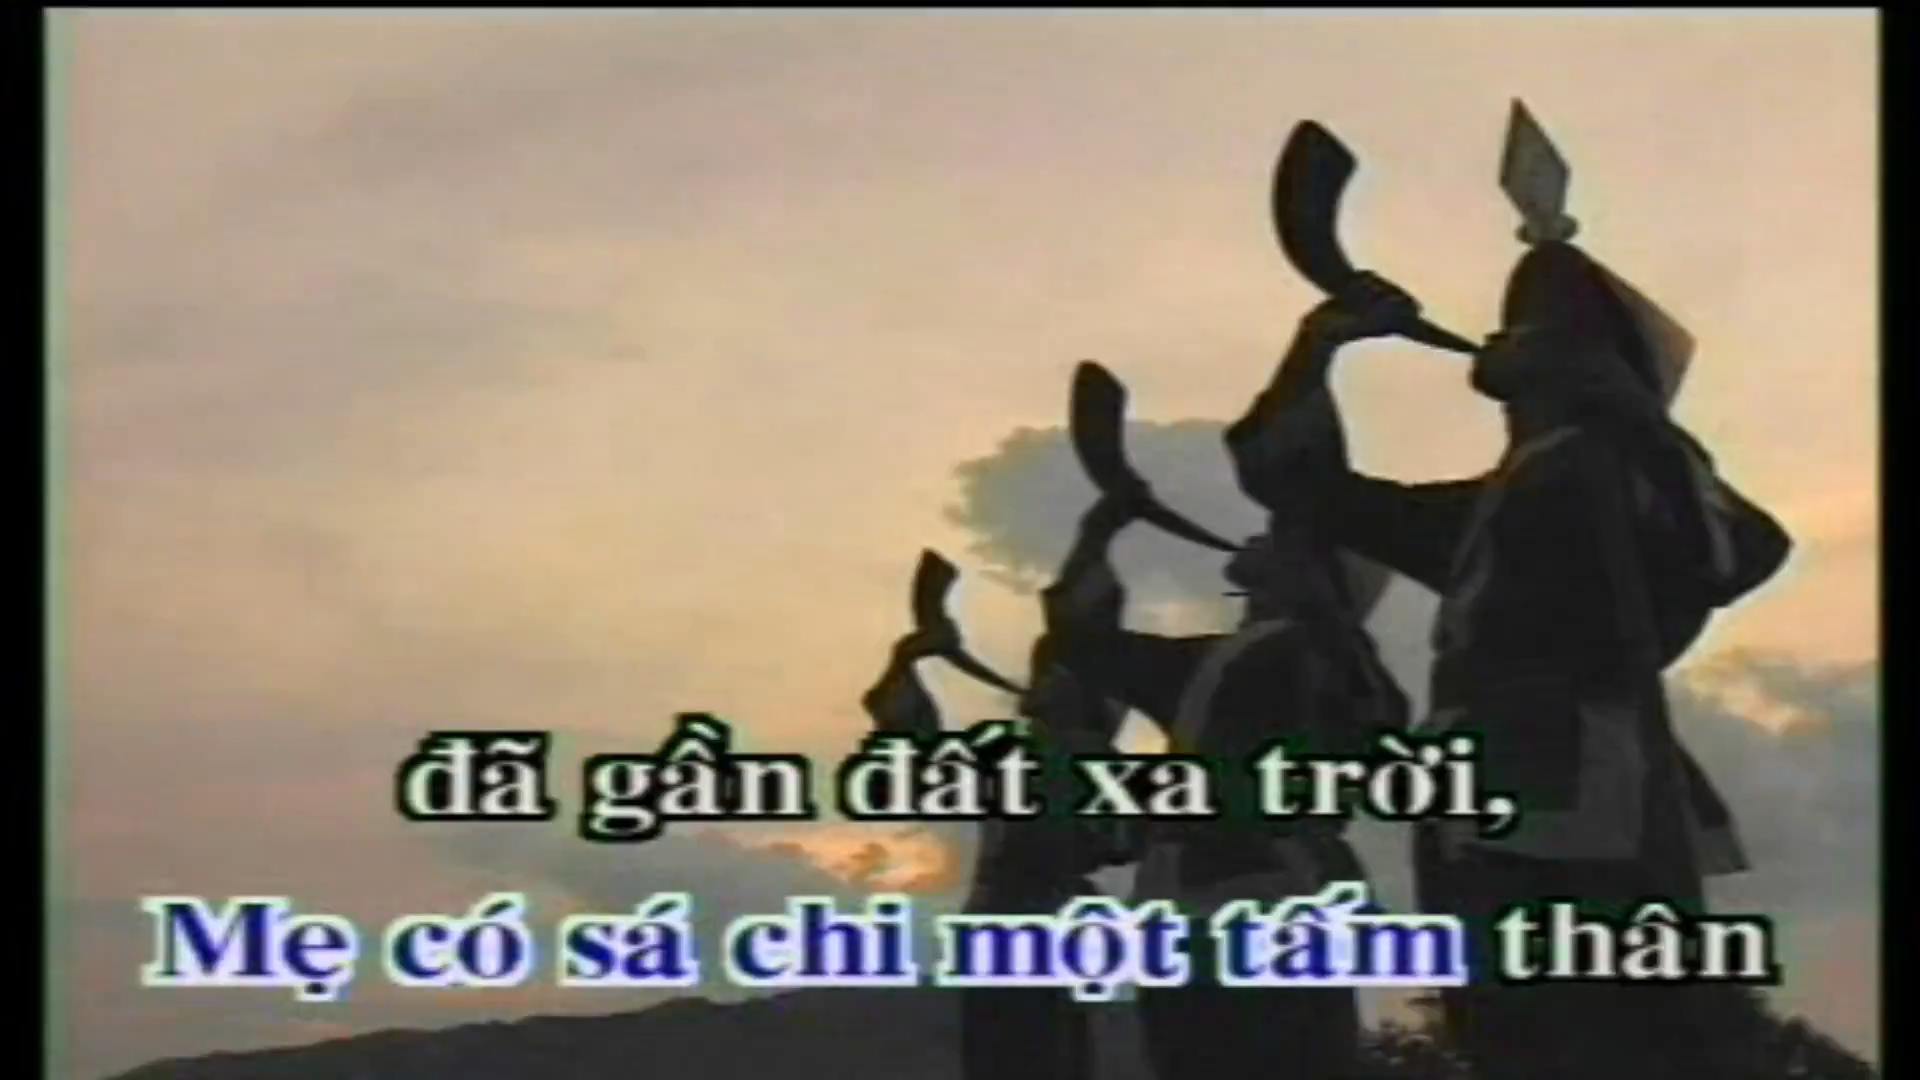 đã gần đất xa trời,
Mẹ có sá chi một tấm thân